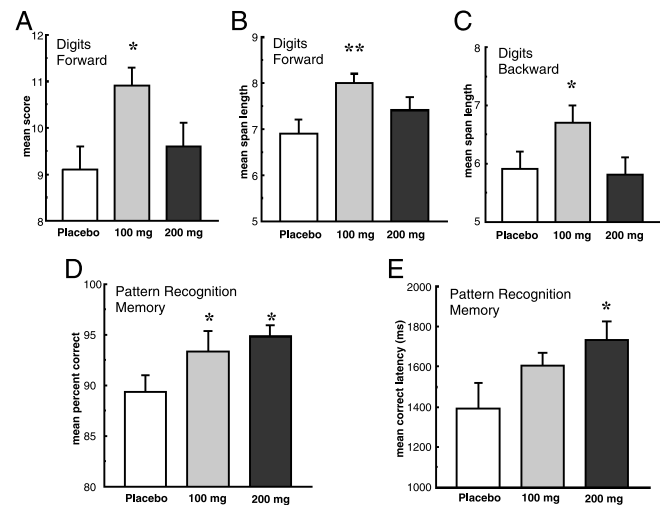 A
Digits
Forward
*
mean score
12
11
10
9
8
Placebo 100 mg 200 mg
B
Digits
Forward
**
mean span length
9
8
7
6
5
Placebo 100 mg 200 mg
C
Digits
Backward
*
mean span length
8
7
6
5
Placebo 100 mg 200 mg
D
Pattern Recognition
Memory
* *
mean percent correct
100
95
90
85
80
Placebo 100 mg 200 mg
E
Pattern Recognition
Memory
*
mean correct latency (ms)
2000
1800
1600
1400
1200
1000
Placebo 100 mg 200 mg